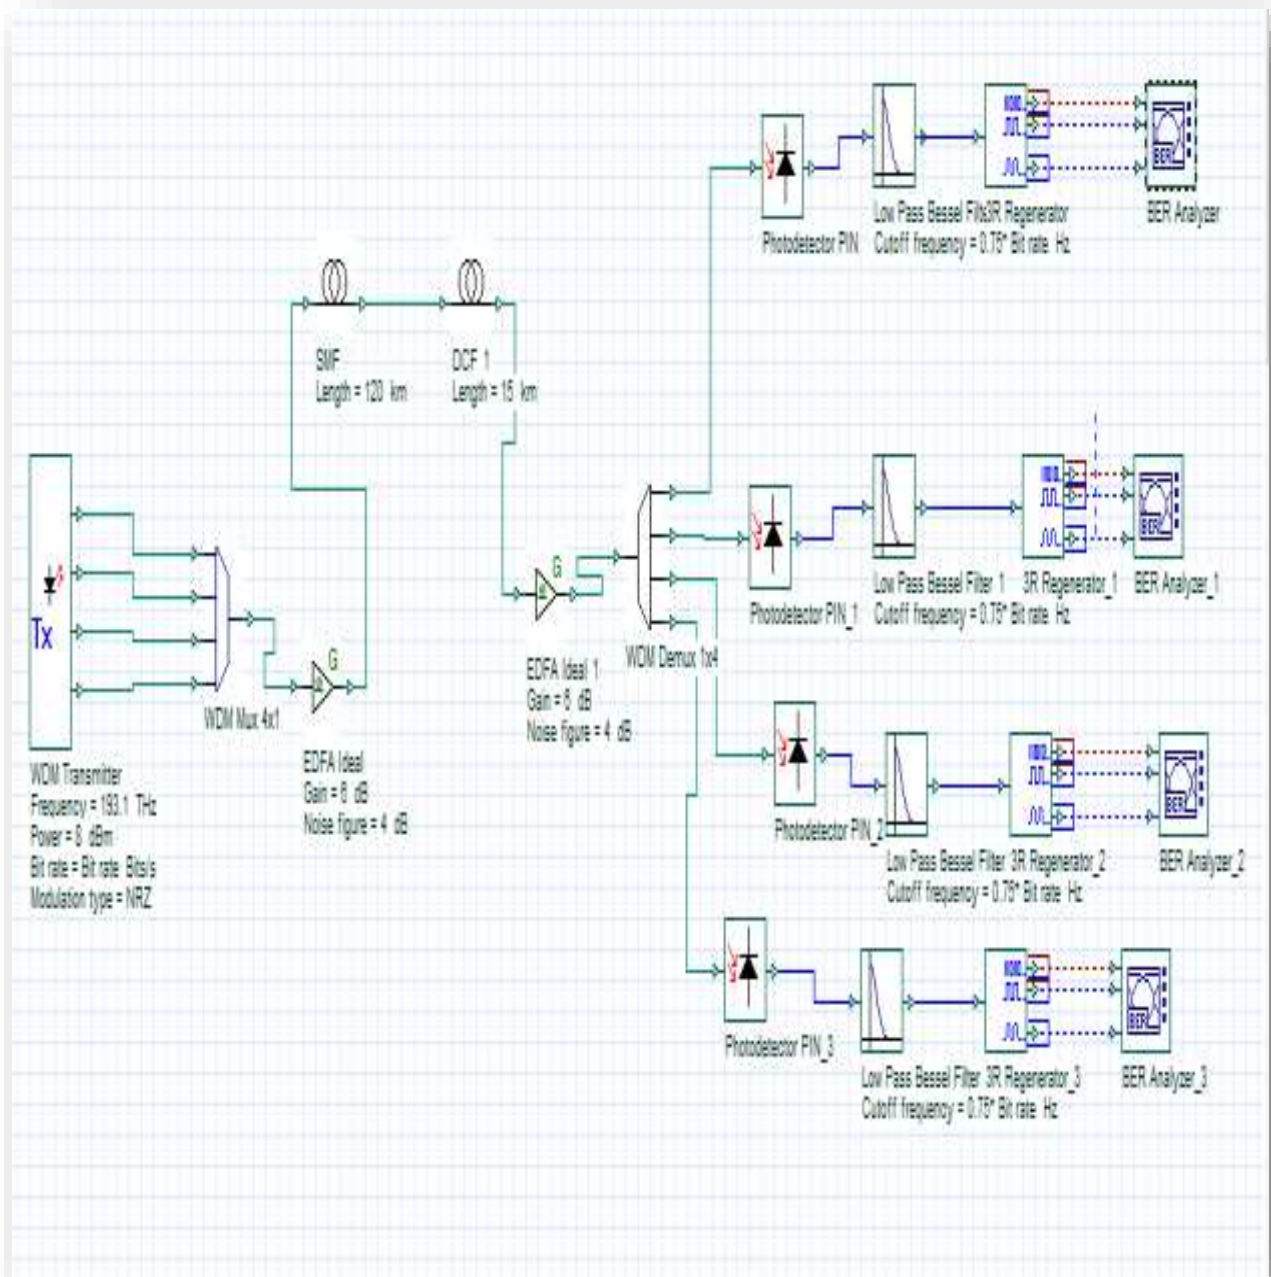 Low Pass Bessel Filte3R Regenerator
BER Analyzer
Photodetector PIN
Cutoff frequency = 0.75* Bit rate Hz
SMF
Length = 120 km
DCF 1
Length = 15 km
BER
BER
Low Pass Bessel Filter 1
3R Regenerator_1
BER Analyzer_1
Photodetector PIN_1
Cutoff frequency = 0.75* Bit rate Hz
Tx
G
G
WDM Demux 1x4
EDFA Ideal 1
Gain = 6 dB
Noise figure = 4 dB
WDM Mux 4x1
EDFA Ideal
Gain = 6 dB
Noise figure = 4 dB
WDM Transmitter
Frequency = 193.1 THz
Power = 8 dBm
Bit rate = Bit rate Bits/s
Modulation type = NRZ
BER
Photodetector PIN_2
Low Pass Bessel Filter 3R Regenerator_2
BER Analyzer_2
Cutoff frequency = 0.75* Bit rate Hz
BER
Photodetector PIN_3
Low Pass Bessel Filter 3R Regenerator_3
BER Analyzer_3
Cutoff frequency = 0.75* Bit rate Hz